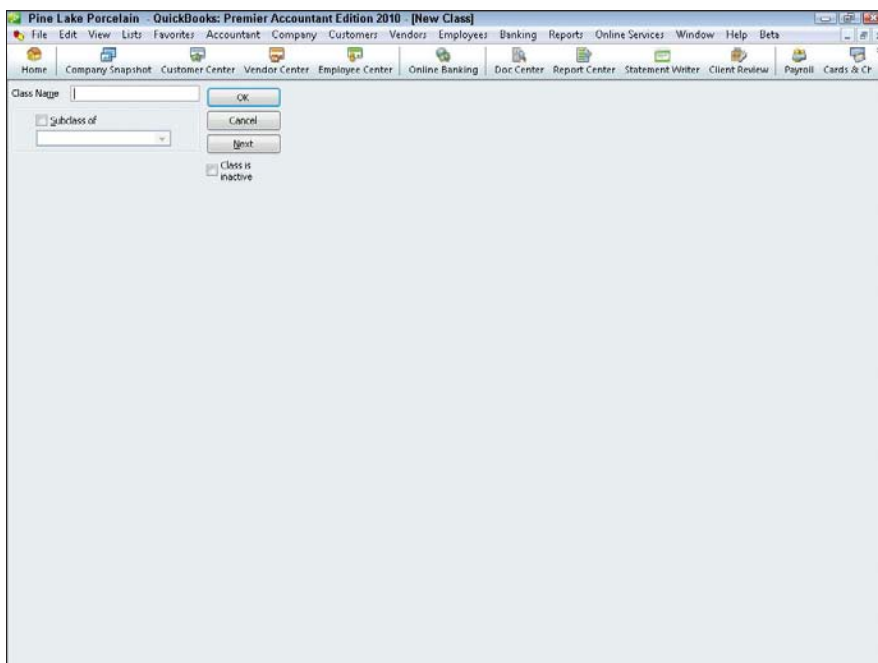 Pine Lake Porcelain - QuickBooks: Premier Accountant Edition 2010 - [New Class]
File Edit View Lists Favorites Accountant Company Customers Vendors Employees Banking Reports Online Services Window Help Beta
Home Company Snapshot Customer Center Vendor Center Employee Center Online Banking Doc Center Report Center Statement Writer Client Review Payroll Cards & Cr
Class Name
OK
Subclass of
Cancel
Next
Class is
inactive